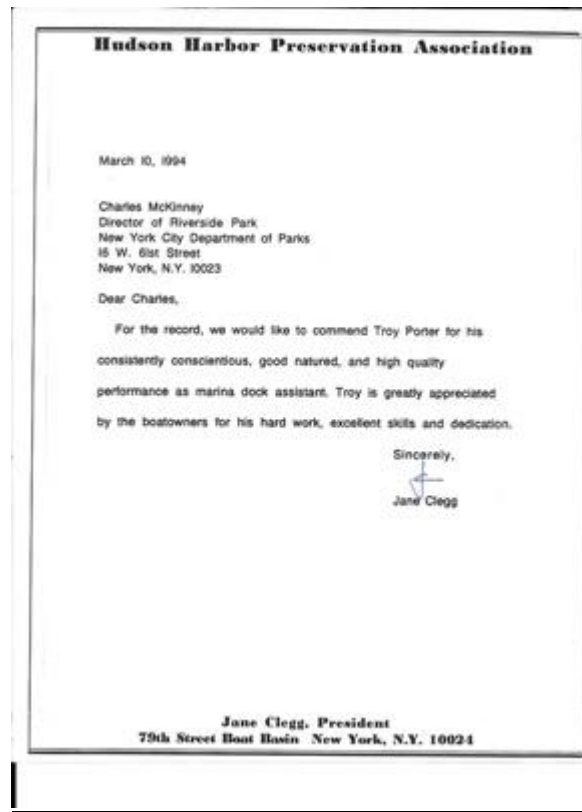 Hudson Harbor Preservation Association
March 10, 1994
Charles McKinney
Director of Riverside Park
New York City Department of Parks
16 W. 61st Street
New York, N.Y. 10023
Dear Charles,
For the record, we would like to commend Troy Porter for his
consistently conscientious, good natured, and high quality
performance as marina dock assistant. Troy is greatly appreciated
by the boatowners for his hard work, excellent skills and dedication.
Sincerely,
Jane Clegg
Jane Clegg, President
79th Street Boat Basin New York, N.Y. 10024